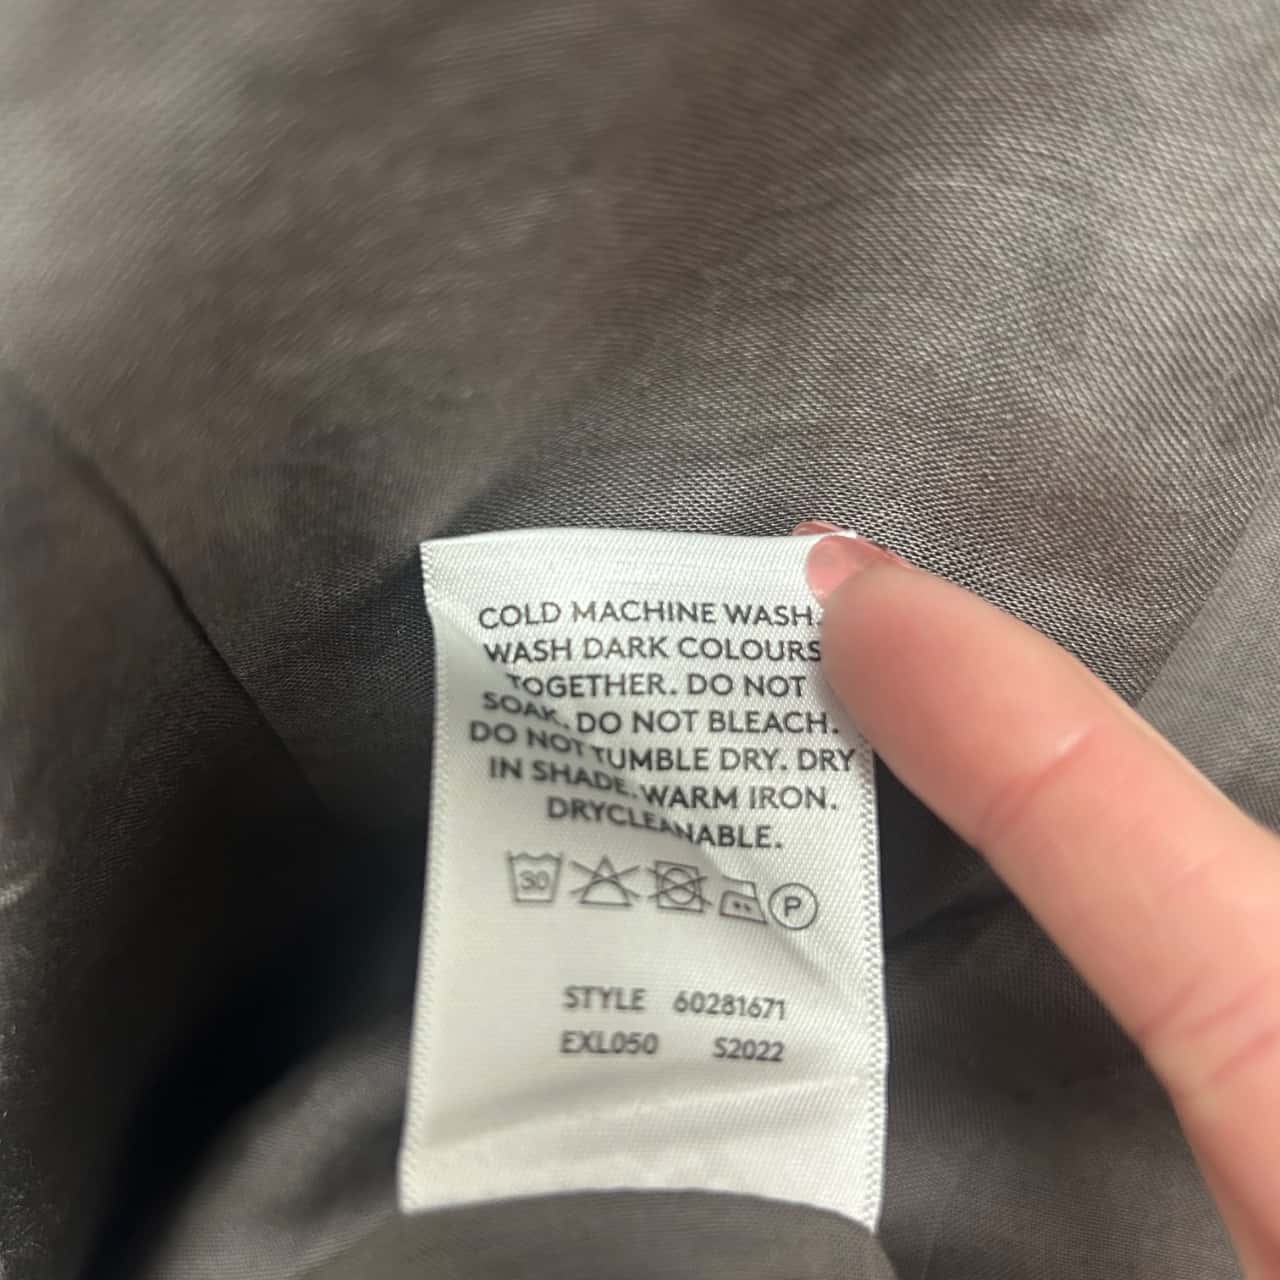 COLD MACHINE WASH.
WASH DARK COLOURS
TOGETHER. DO NOT
SOAK. DO NOT BLEACH.
DO NOT TUMBLE DRY. DRY
IN SHADE. WARM IRON.
DRYCLEANABLE.
30 P
STYLE 60281671
EXL050 S2022